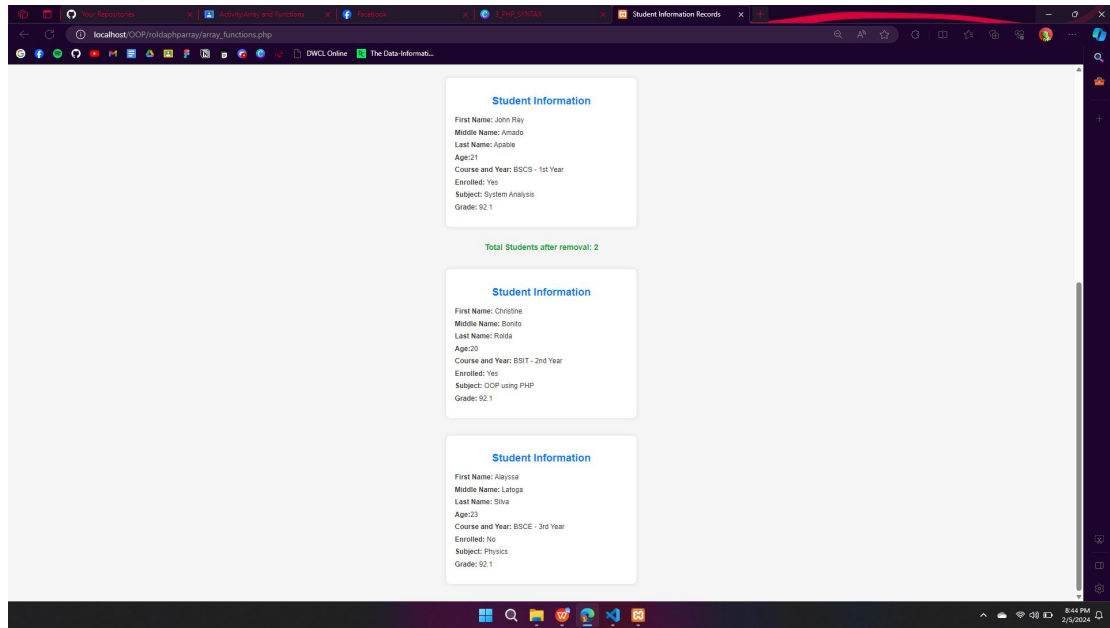 Your Repositories
Activity:Array and Functions
Facebook
2_PHP_SYNTAX
Student Information Records
localhost/OOP/roldaphparray/array_functions.php
DWCL Online
The Data-Informati...
Student Information
First Name: John Rey
Middle Name: Amado
Last Name: Apable
Age:21
Course and Year: BSCS - 1st Year
Enrolled: Yes
Subject: System Analysis
Grade: 92.1
Total Students after removal: 2
Student Information
First Name: Christine
Middle Name: Bonito
Last Name: Rolda
Age:20
Course and Year: BSIT - 2nd Year
Enrolled: Yes
Subject: OOP using PHP
Grade: 92.1
Student Information
First Name: Alayssa
Middle Name: Latoga
Last Name: Silva
Age:23
Course and Year: BSCE - 3rd Year
Enrolled: No
Subject: Physics
Grade: 92.1
8:44 PM
2/5/2024